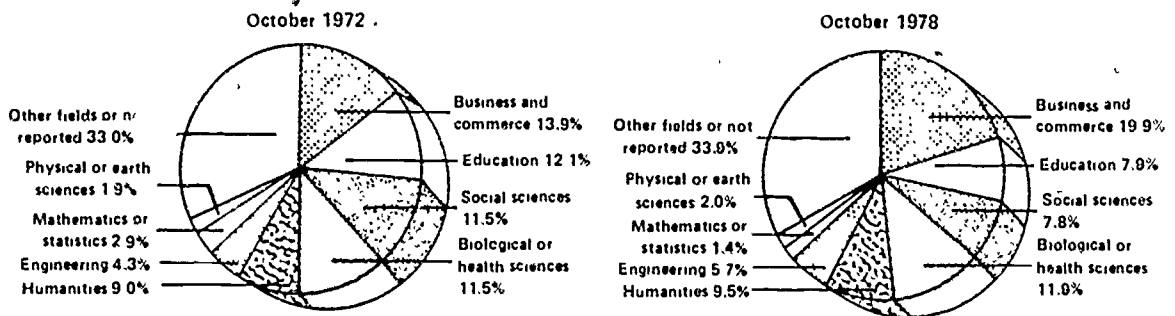 October 1972
Other fields or n
reported 33.0%
Physical or earth
sciences 1.9%
Mathematics or
statistics 2.9%
Engineering 4.3%
Humanities 9.0%
Business and
commerce 13.9%
Education 12.1%
Social sciences
11.5%
Biological or
health sciences
11.5%
October 1978
Other fields or not
reported 33.9%
Physical or earth
sciences 2.0%
Mathematics or
statistics 1.4%
Engineering 5.7%
Humanities 9.5%
Business and
commerce 19.9%
Education 7.9%
Social sciences
7.8%
Biological or
health sciences
11.9%